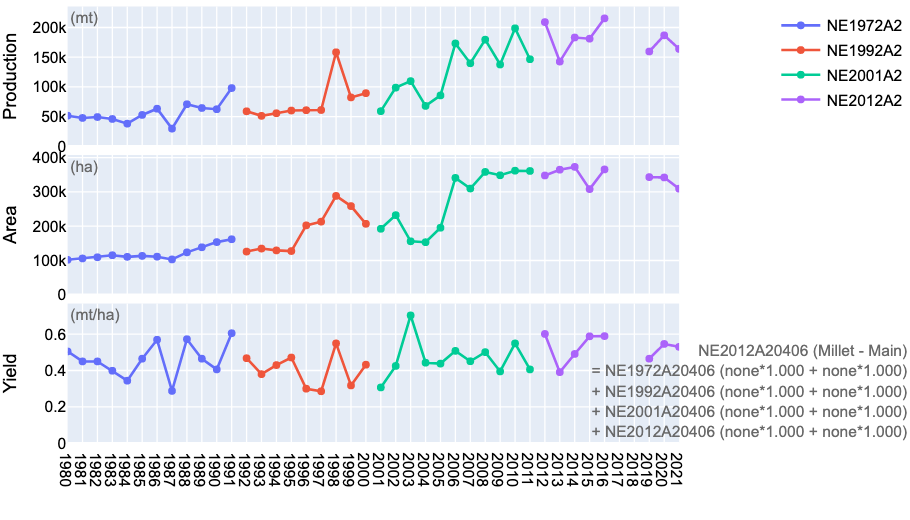 Production
(mt)
200k
150k
100k
50k
0
NE1972A2
NE1992A2
NE2001A2
NE2012A2
Area
(ha)
400k
300k
200k
100k
0
Yield
(mt/ha)
0.6
0.4
0.2
0
NE2012A20406 (Millet - Main)
= NE1972A20406 (none*1.000 + none*1.000)
+ NE1992A20406 (none*1.000 + none*1.000)
+ NE2001A20406 (none*1.000 + none*1.000)
+ NE2012A20406 (none*1.000 + none*1.000)
1980 1981 1982 1983 1984 1985 1986 1987 1988 1989 1990 1991 1992 1993 1994 1995 1996 1997 1998 1999 2000 2001 2002 2003 2004 2005 2006 2007 2008 2009 2010 2011 2012 2013 2014 2015 2016 2017 2018 2019 2020 2021